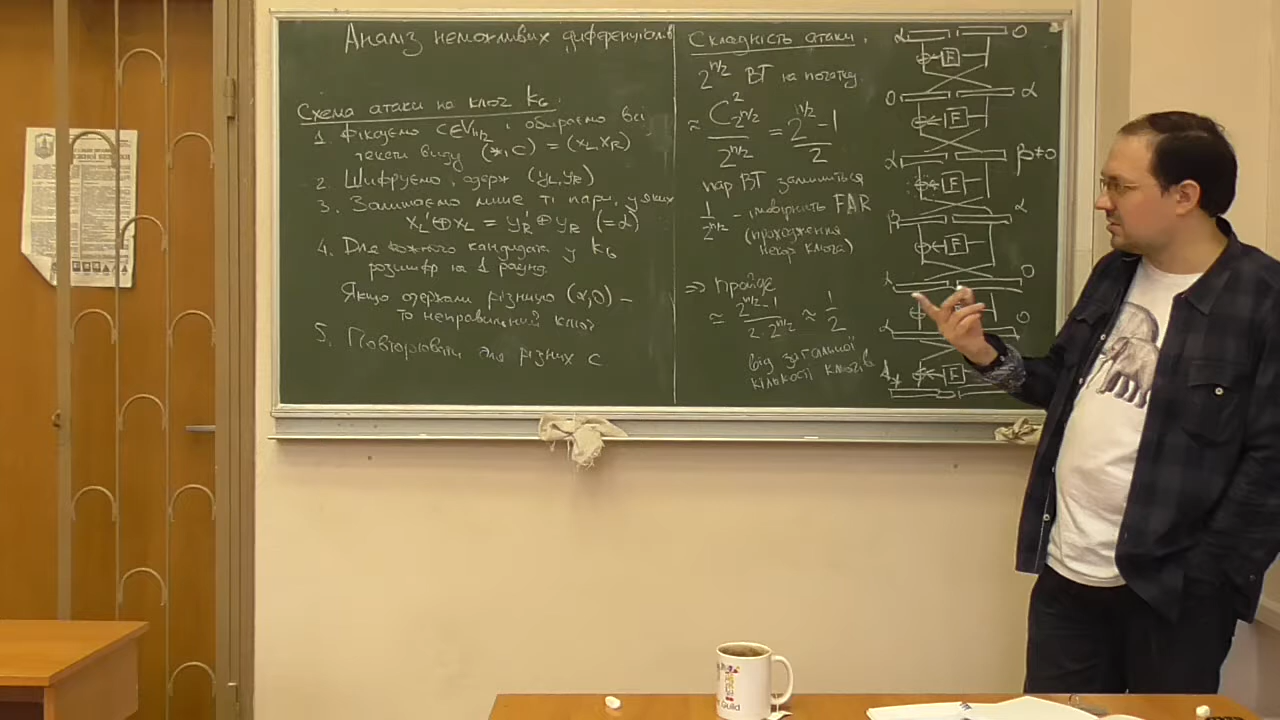 Аналіз неможливих диференціалів
Схема атаки на ключ k₆.
1. Фіксуємо c∈V_{n/2} і обираємо всі
тексти виду (*, c) = (x_L, x_R)
2. Шифруємо, одерж (y_L, y_R)
3. Залишаємо лише ті пари, у яких
x_L' ⊕ x_L = y_R' ⊕ y_R (=α)
4. Для кожного кандидата у k₆
розшифр на 1 раунд.
Якщо одержали різницю (α,0) –
то неправильний ключ
5. Повторювати для різних c
Складність атаки.
2^{n/2} ВТ на початку.
≈ C²_{2^{n/2}} / 2^{n/2} = (2^{n/2} - 1) / 2
пар ВТ залишиться
1/2^{n/2} – ймовірність FAR
(проходження
непр ключа)
⇒ Пройде
≈ (2^{n/2} - 1) / (2·2^{n/2}) ≈ 1/2
від загальної
кількості ключів
α 0
F
0 α
F
α β≠0
F
β α
F
α 0
F
α 0
F
Guild